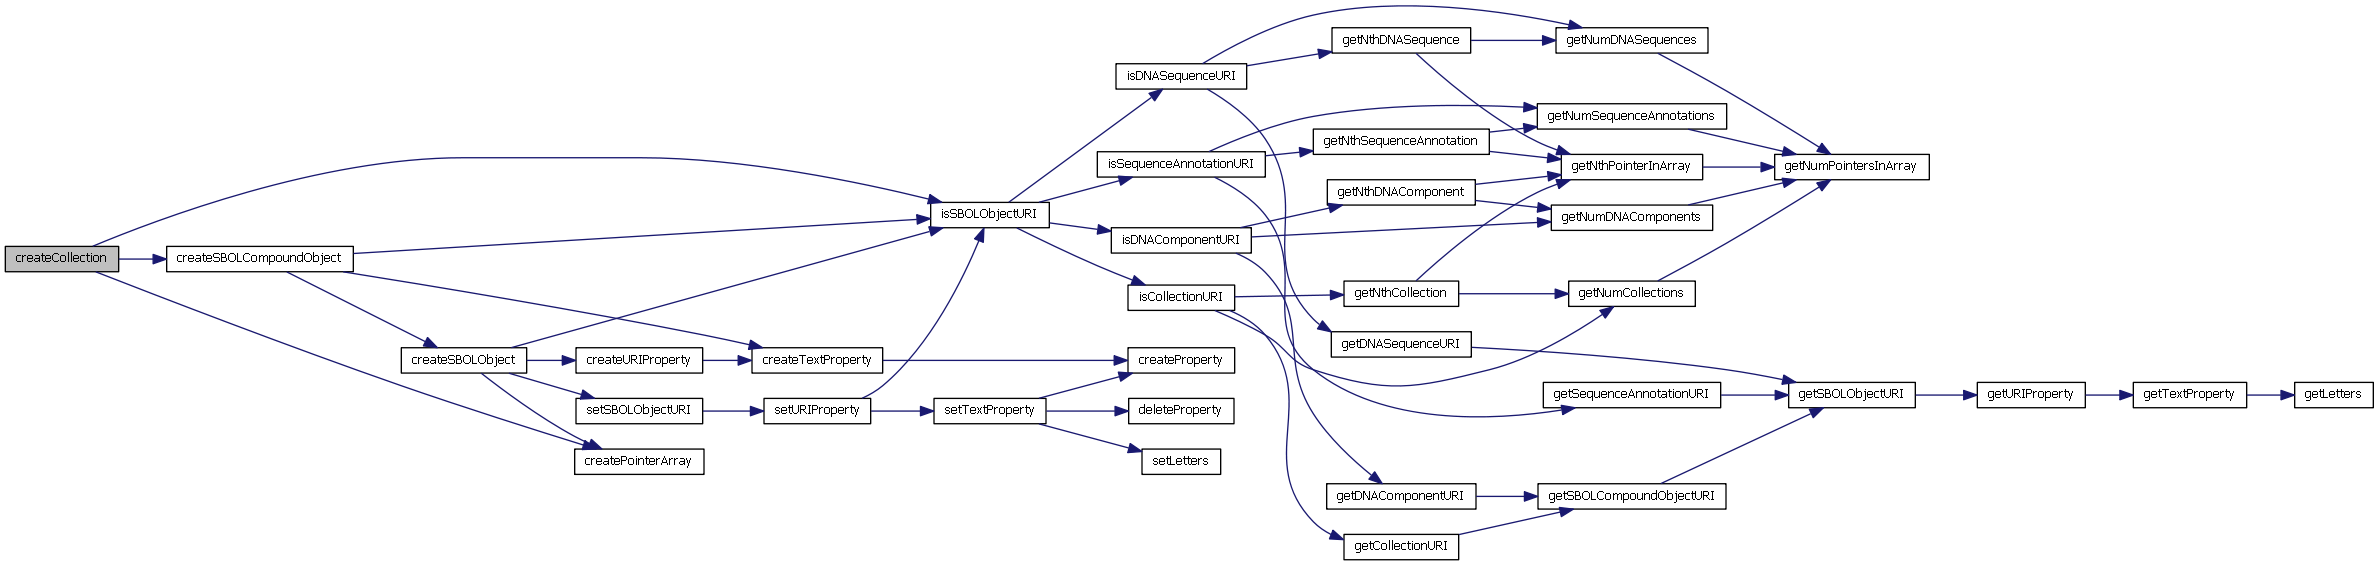 createCollection
createSBOLCompoundObject
createSBOLObject
createURIProperty
setSBOLObjectURI
createPointerArray
createTextProperty
setURIProperty
isSBOLObjectURI
setTextProperty
isDNASequenceURI
isSequenceAnnotationURI
isDNAComponentURI
isCollectionURI
createProperty
deleteProperty
setLetters
getNthDNASequence
getNthSequenceAnnotation
getNthDNAComponent
getNthCollection
getDNASequenceURI
getDNAComponentURI
getCollectionURI
getNumDNASequences
getNumSequenceAnnotations
getNthPointerInArray
getNumDNAComponents
getNumCollections
getSequenceAnnotationURI
getSBOLCompoundObjectURI
getNumPointersInArray
getSBOLObjectURI
getURIProperty
getTextProperty
getLetters